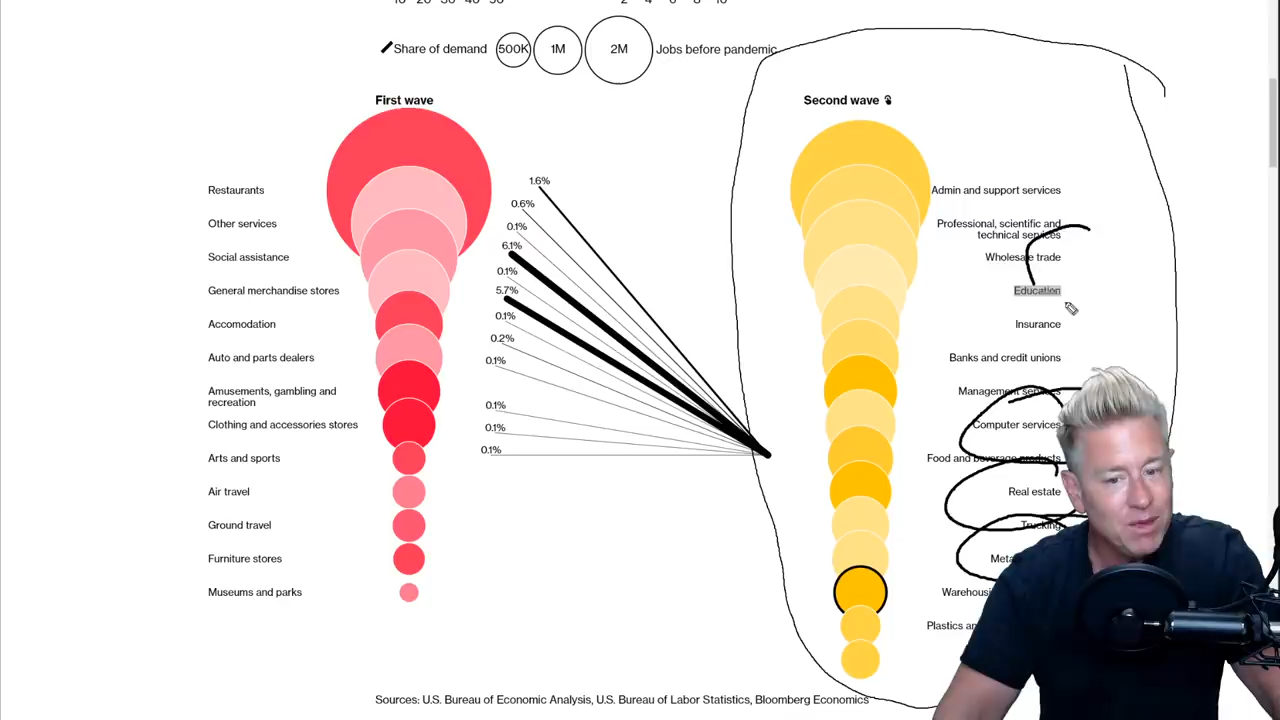 Share of demand
500K
1M
2M
Jobs before pandemic
First wave
Second wave
Restaurants
Other services
Social assistance
General merchandise stores
Accomodation
Auto and parts dealers
Amusements, gambling and
recreation
Clothing and accessories stores
Arts and sports
Air travel
Ground travel
Furniture stores
Museums and parks
1.6%
0.6%
0.1%
6.1%
0.1%
5.7%
0.1%
0.2%
0.1%
0.1%
0.1%
0.1%
Admin and support services
Professional, scientific and
technical services
Wholesale trade
Education
Insurance
Banks and credit unions
Management services
Computer services
Food and beverage products
Real estate
Trucking
Plastics
Sources: U.S. Bureau of Economic Analysis, U.S. Bureau of Labor Statistics, Bloomberg Economics